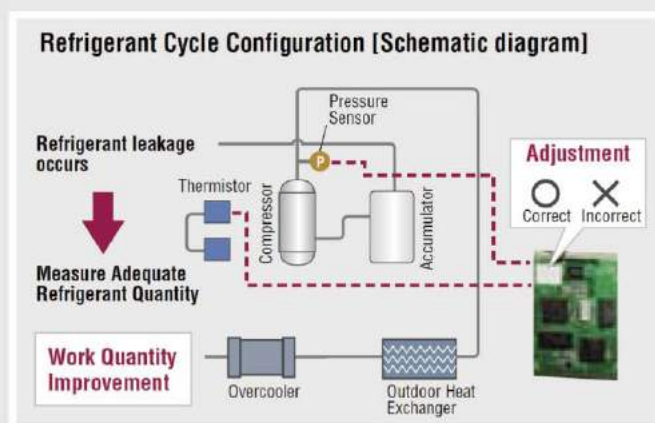 Refrigerant Cycle Configuration [Schematic diagram]
Pressure
Sensor
Refrigerant leakage
occurs
P
Adjustment
Correct Incorrect
Thermistor
Compressor
Accumulator
Measure Adequate
Refrigerant Quantity
Work Quantity
Improvement
Overcooler
Outdoor Heat
Exchanger